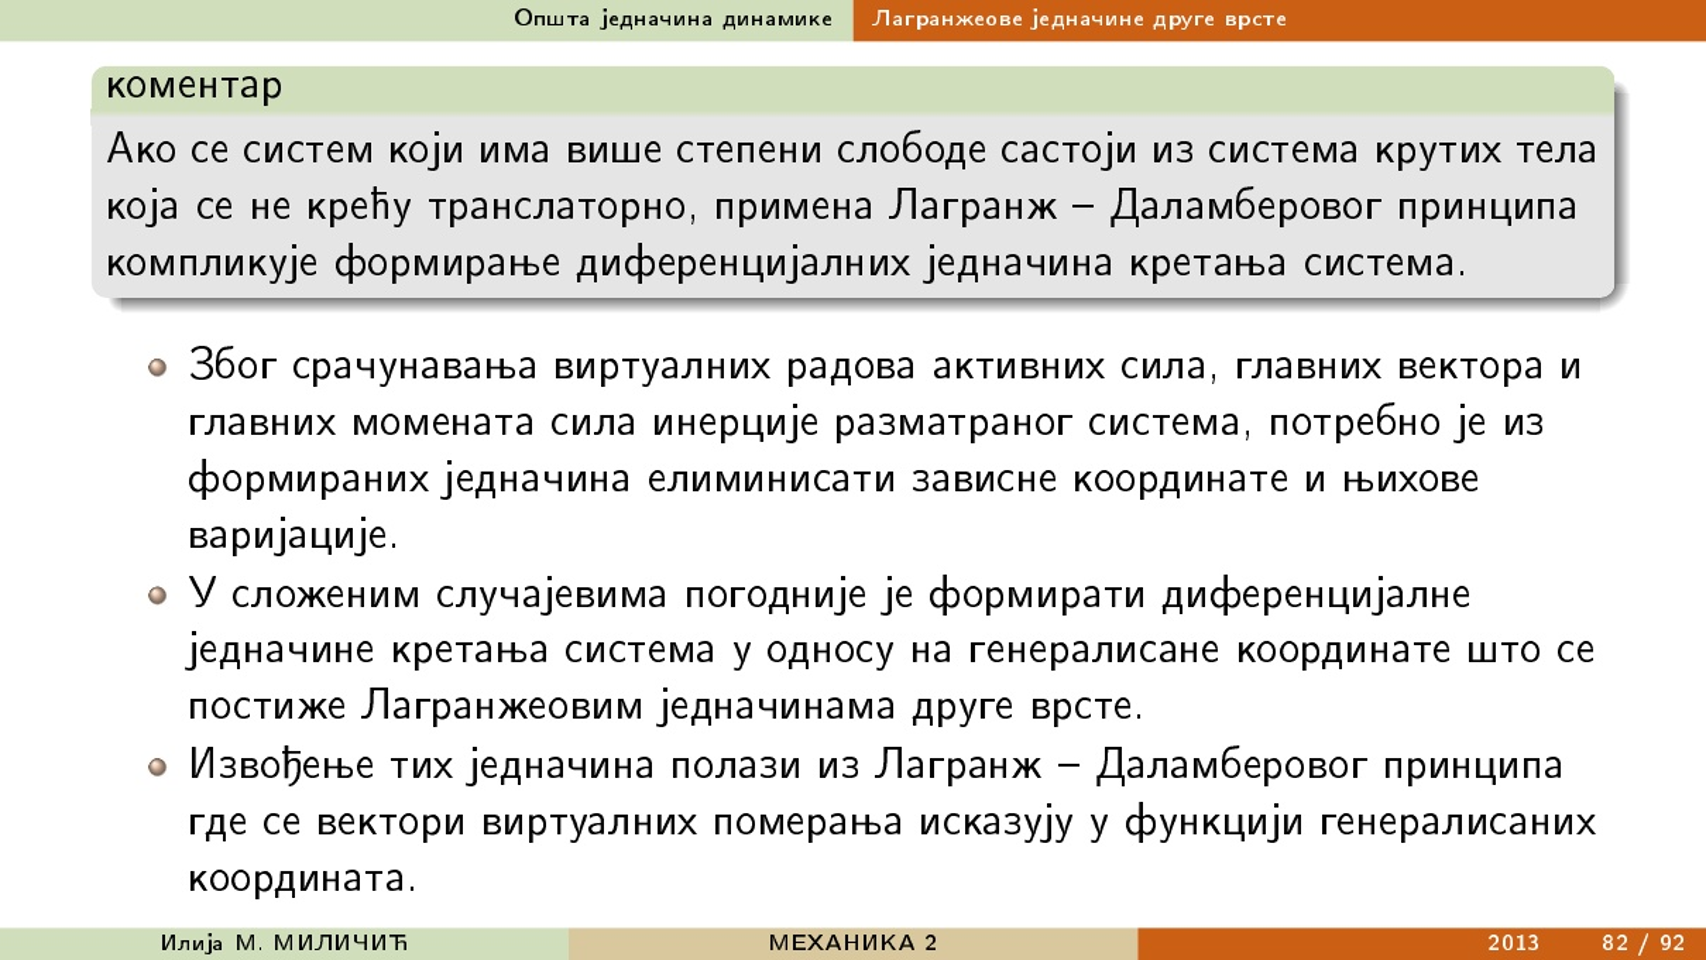 Општа једначина динамике
Лагранжеове једначине друге врсте
коментар
Ако се систем који има више степени слободе састоји из система крутих тела
која се не крећу транслаторно, примена Лагранж – Даламберовог принципа
компликује формирање диференцијалних једначина кретања система.
Због срачунавања виртуалних радова активних сила, главних вектора и
главних момената сила инерције разматраног система, потребно је из
формираних једначина елиминисати зависне координате и њихове
варијације.
У сложеним случајевима погодније је формирати диференцијалне
једначине кретања система у односу на генералисане координате што се
постиже Лагранжеовим једначинама друге врсте.
Извођење тих једначина полази из Лагранж – Даламберовог принципа
где се вектори виртуалних померања исказују у функцији генералисаних
координата.
Илија М. МИЛИЧИЋ
МЕХАНИКА 2
2013
82 / 92